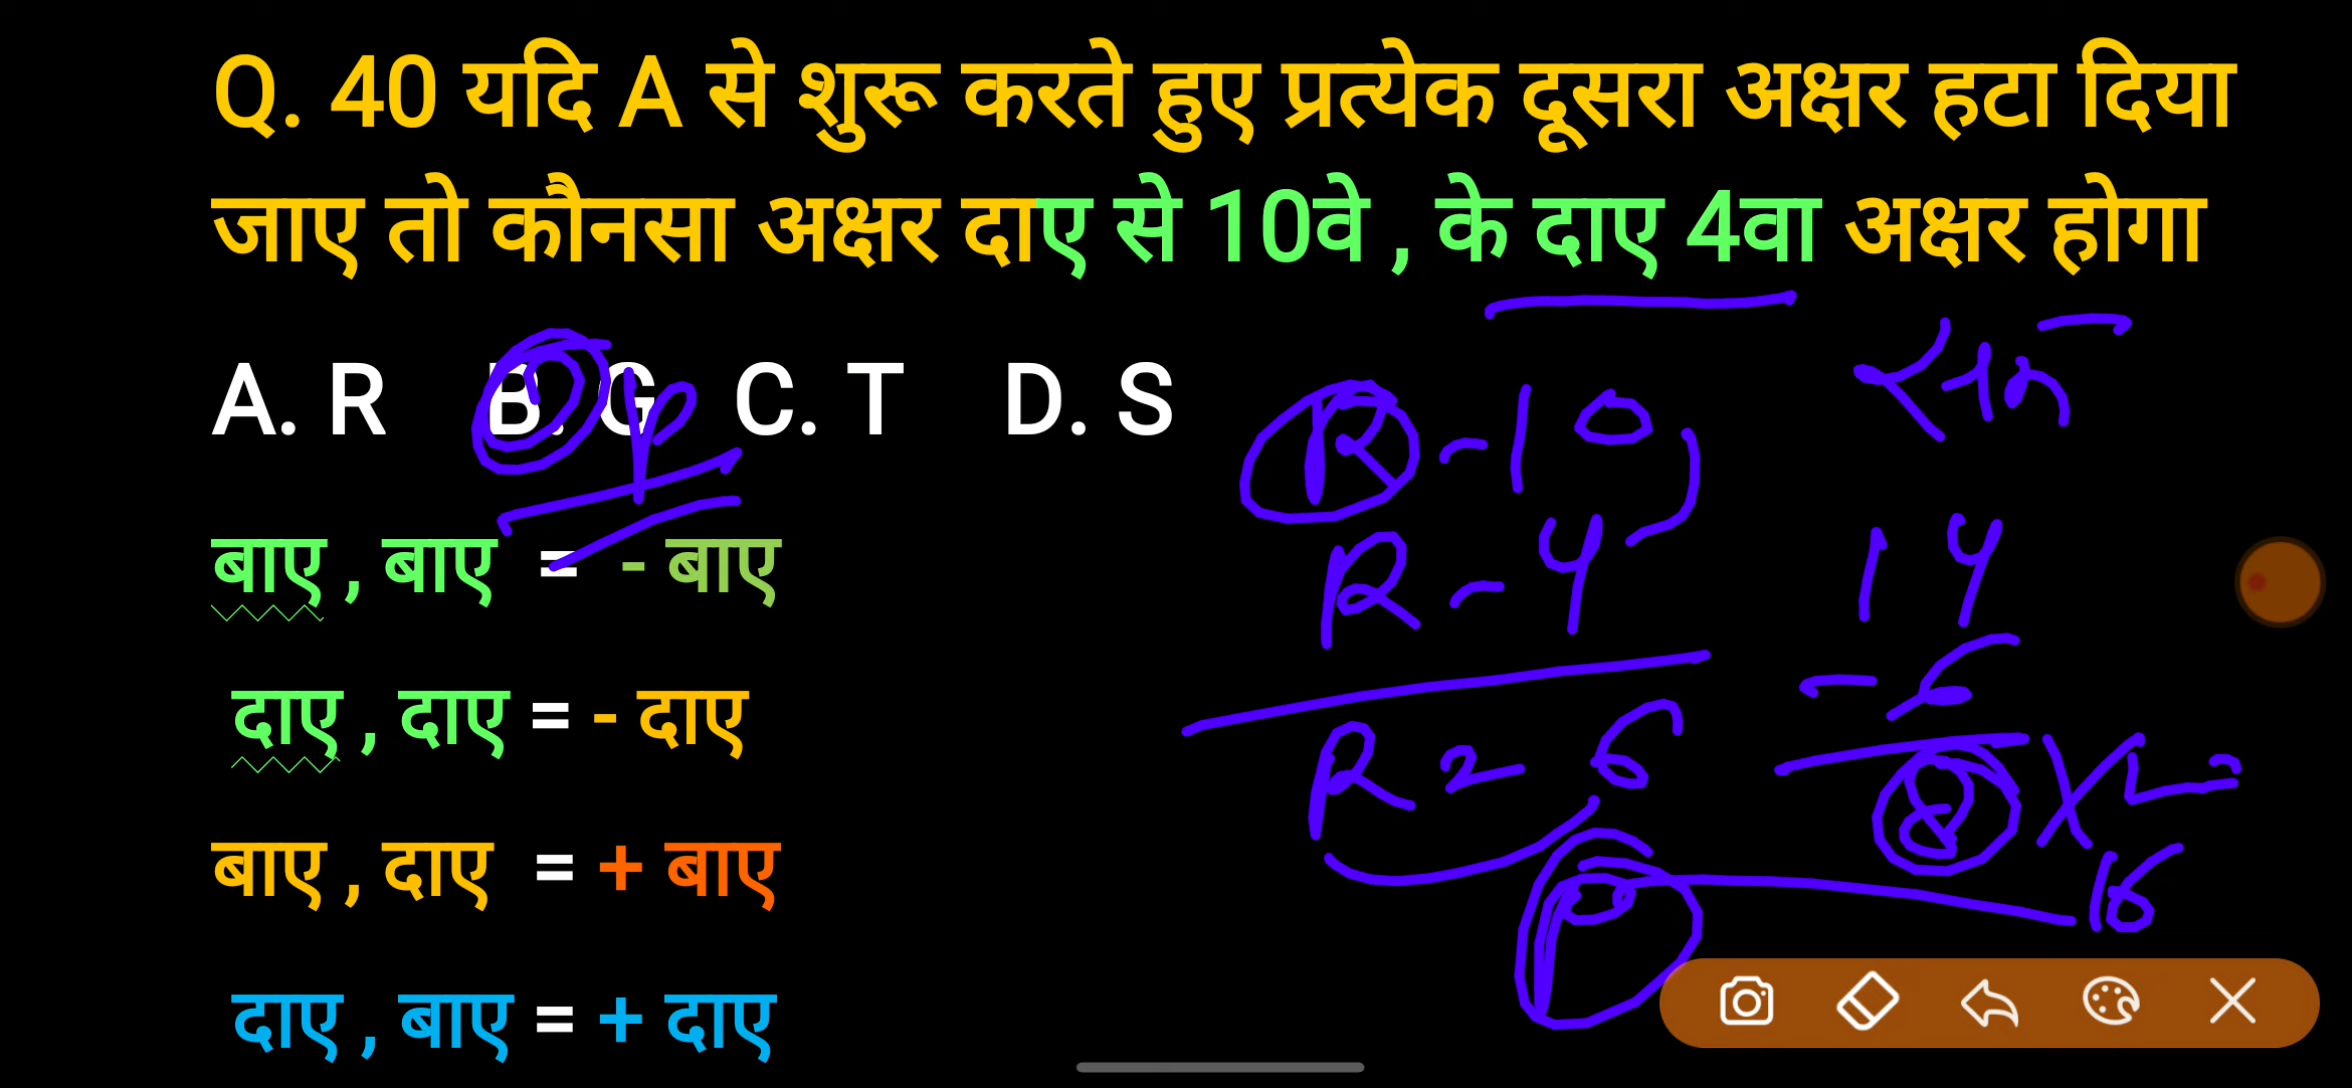 Q. 40 यदि A से शुरू करते हुए प्रत्येक दूसरा अक्षर हटा दिया
जाए तो कौनसा अक्षर दाए से 10वे , के दाए 4वा अक्षर होगा
A. R B. G C. T D. S
OP
R - 10,
R - 4
R = 6
P
14
- 6
8 X 2 =
16
बाए , बाए = - बाए
दाए , दाए = - दाए
बाए , दाए = + बाए
दाए , बाए = + दाए